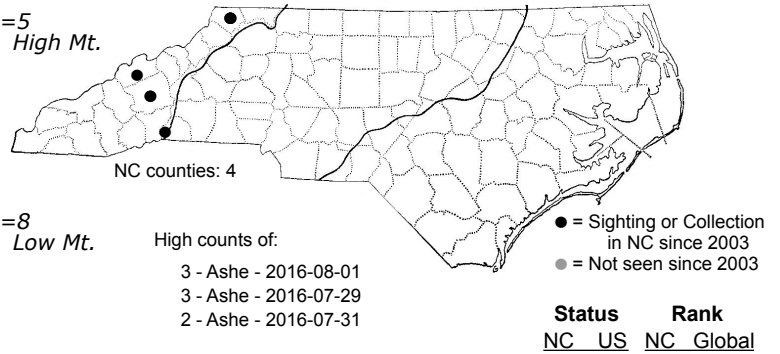 =5
High Mt.
NC counties: 4
=8
Low Mt.
High counts of:
3 - Ashe - 2016-08-01
3 - Ashe - 2016-07-29
2 - Ashe - 2016-07-31
● = Sighting or Collection
in NC since 2003
● = Not seen since 2003
Status Rank
NC US NC Global